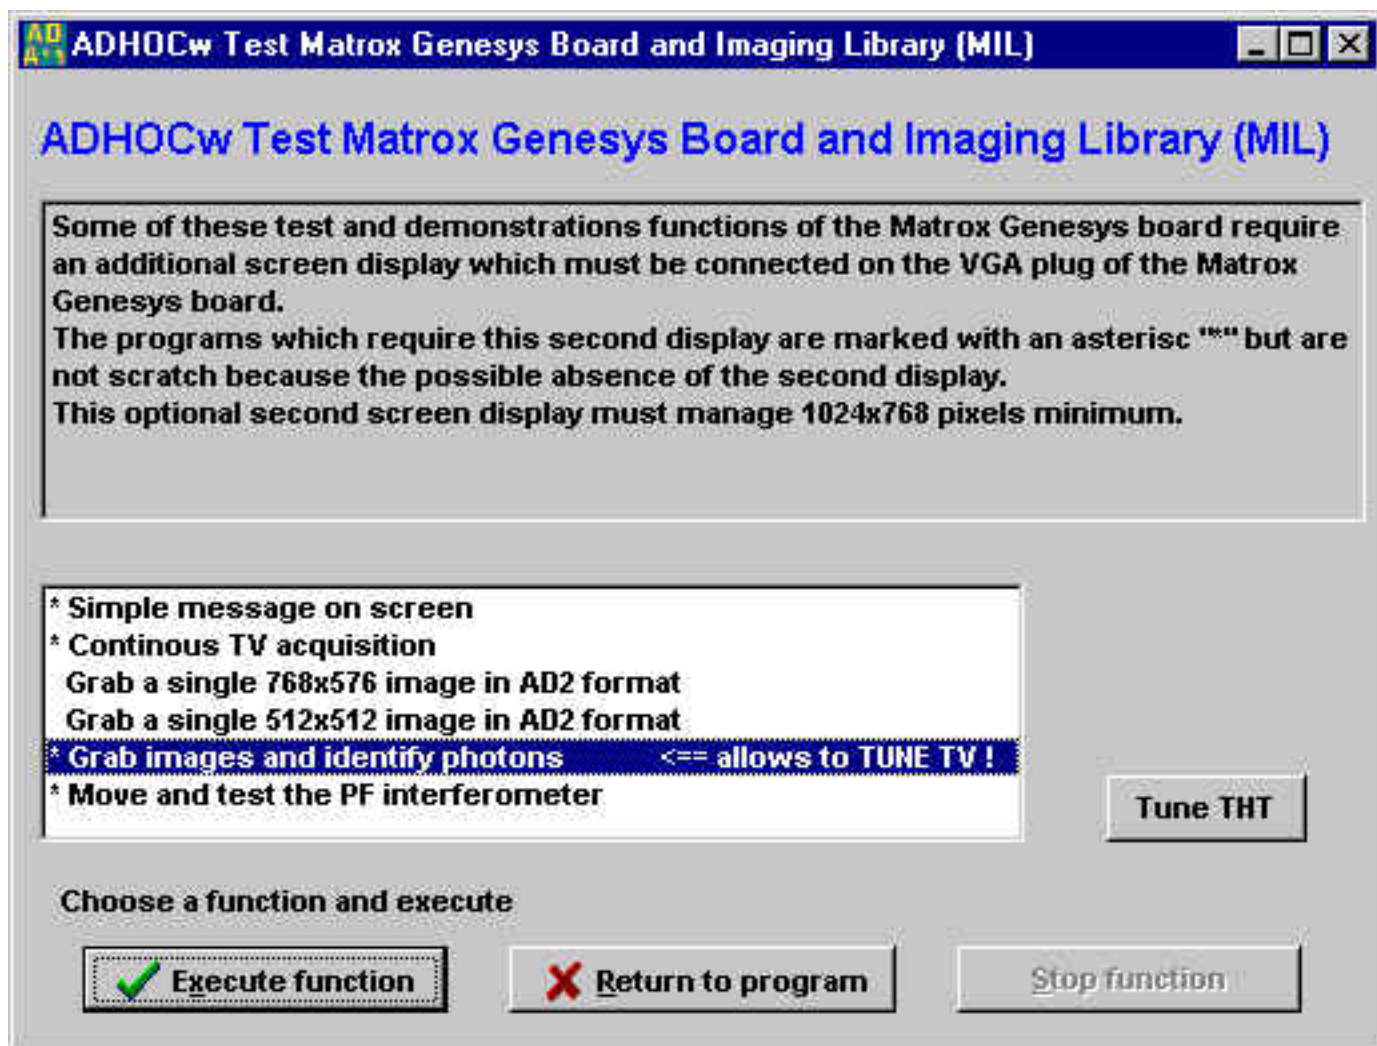 AD
ADHOCw Test Matrox Genesys Board and Imaging Library (MIL)
ADHOCw Test Matrox Genesys Board and Imaging Library (MIL)
Some of these test and demonstrations functions of the Matrox Genesys board require
an additional screen display which must be connected on the VGA plug of the Matrox
Genesys board.
The programs which require this second display are marked with an asterisc "*" but are
not scratch because the possible absence of the second display.
This optional second screen display must manage 1024x768 pixels minimum.
* Simple message on screen
* Continous TV acquisition
Grab a single 768x576 image in AD2 format
Grab a single 512x512 image in AD2 format
* Grab images and identify photons <== allows to TUNE TV !
* Move and test the PF interferometer
Tune THT
Choose a function and execute
Execute function
Return to program
Stop function